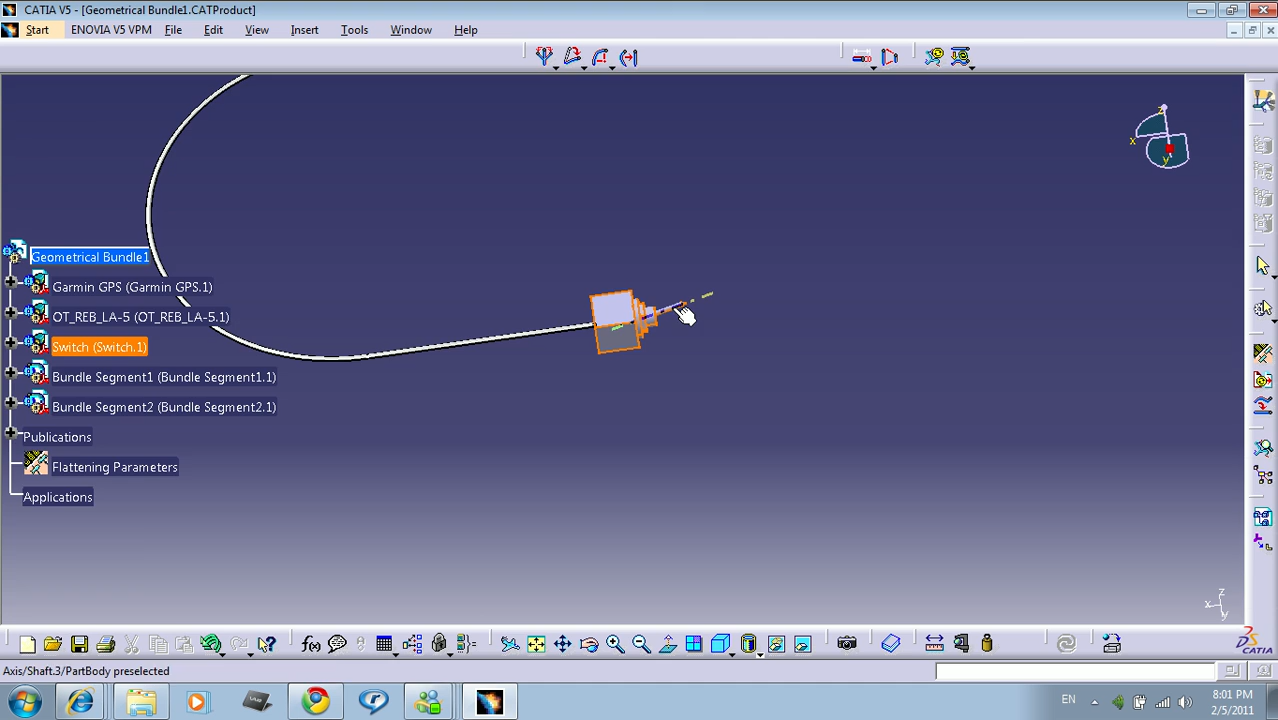 CATIA V5 - [Geometrical Bundle1.CATProduct]
Start ENOVIA V5 VPM File Edit View Insert Tools Window Help
z
x
y
Geometrical Bundle1
Garmin GPS (Garmin GPS.1)
OT_REB_LA-5 (OT_REB_LA-5.1)
Switch (Switch.1)
Bundle Segment1 (Bundle Segment1.1)
Bundle Segment2 (Bundle Segment2.1)
Publications
Flattening Parameters
Applications
z
x
y
f(x)
CATIA
Axis/Shaft.3/PartBody preselected
EN
8:01 PM
2/5/2011